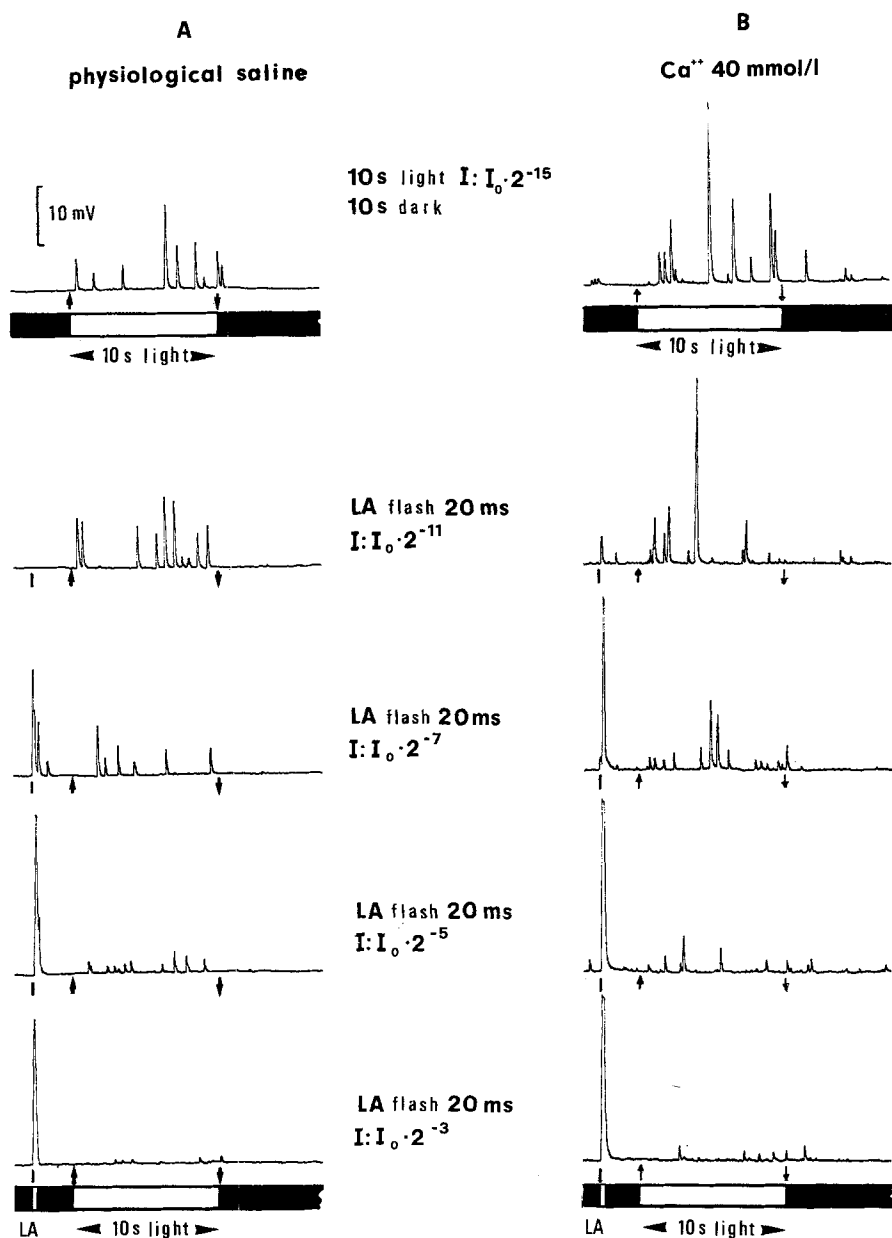 A
B
physiological saline
Ca⁺⁺ 40 mmol/l
10 mV
10s light I: I₀·2⁻¹⁵
10s dark
10s light
10s light
LA flash 20 ms
I: I₀·2⁻¹¹
LA flash 20ms
I: I₀·2⁻⁷
LA flash 20 ms
I: I₀·2⁻⁵
LA flash 20 ms
I: I₀·2⁻³
LA
10s light
LA
10s light